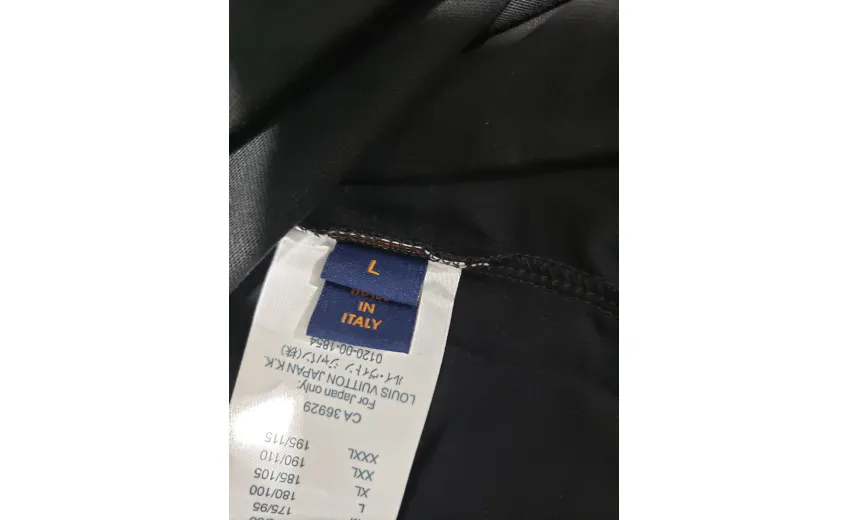 L
IN
ITALY
175/95
L 180/100
XL 185/105
XXL 190/110
XXXL 195/115
CA 36929
For Japan only:
LOUIS VUITTON JAPAN K.K.
ルイ・ヴィトン ジャパン(株)
0120-00-1854